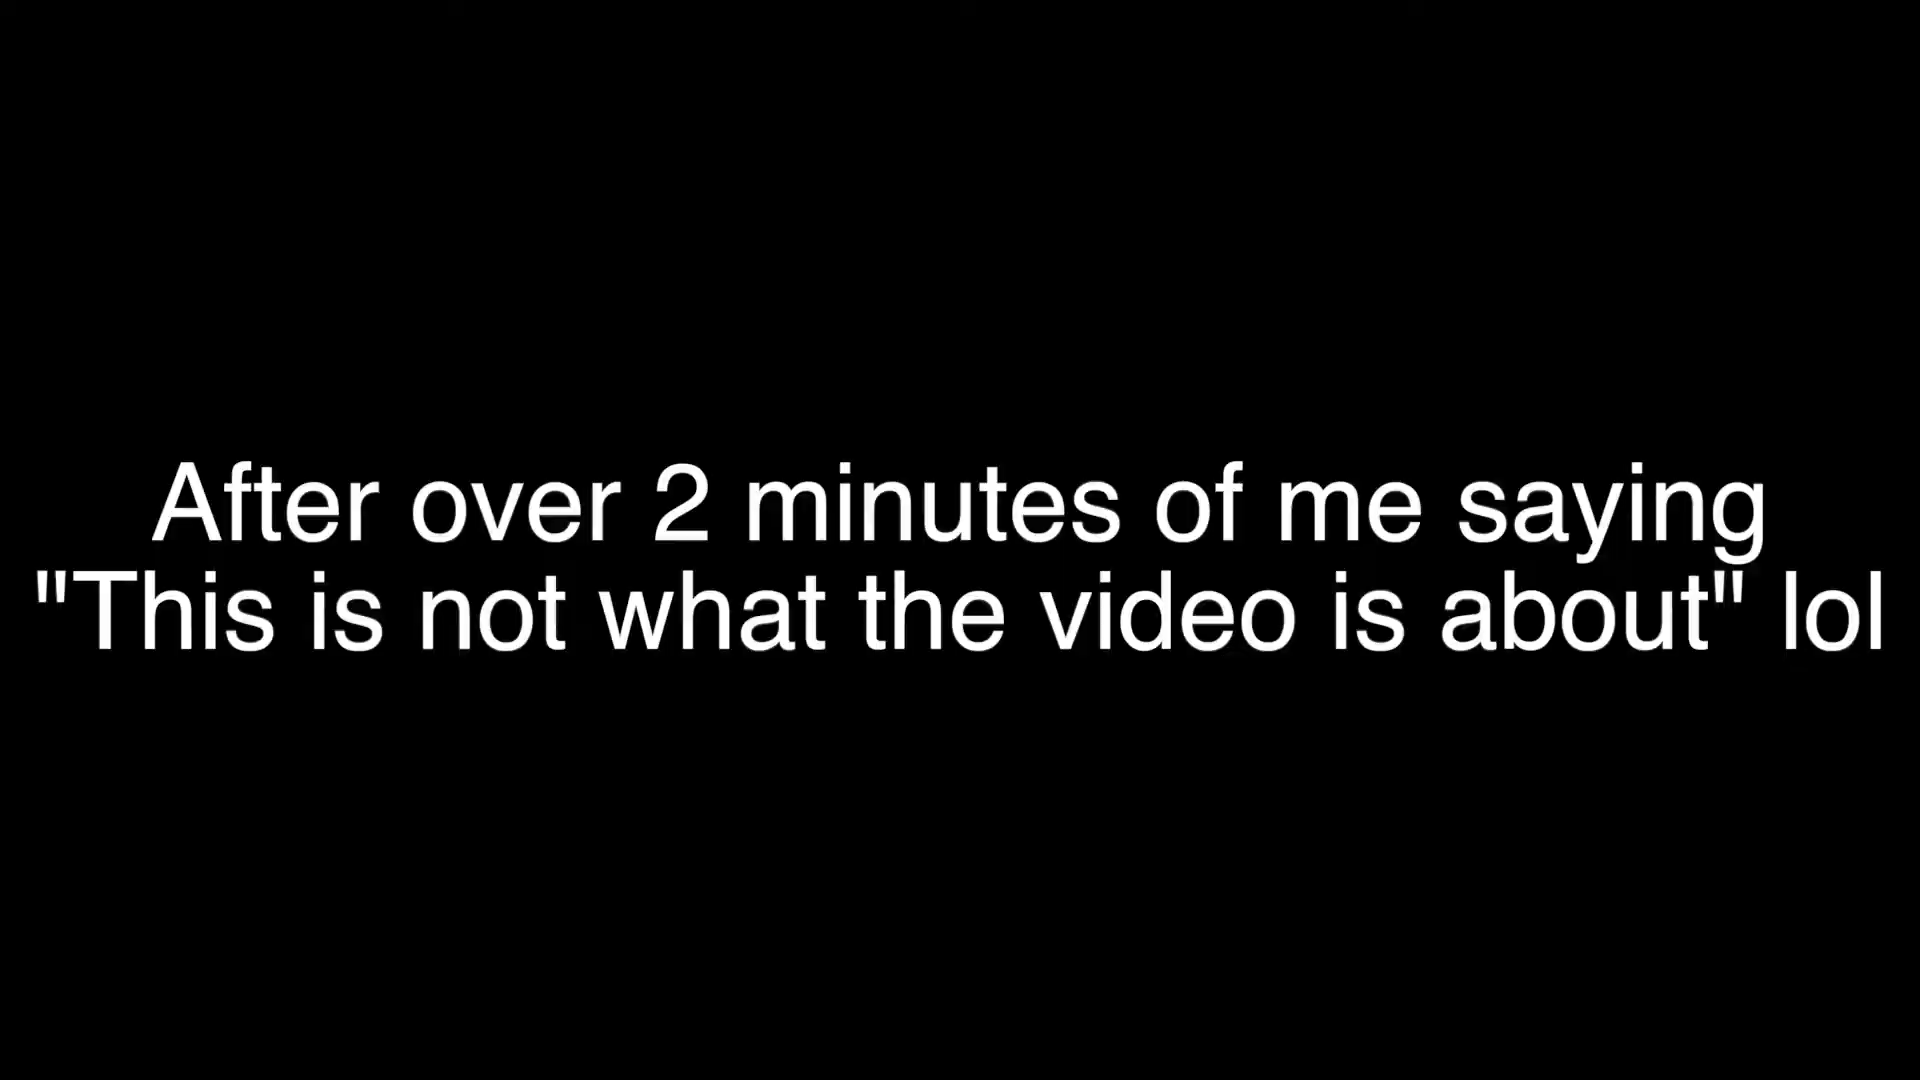 After over 2 minutes of me saying
"This is not what the video is about" lol